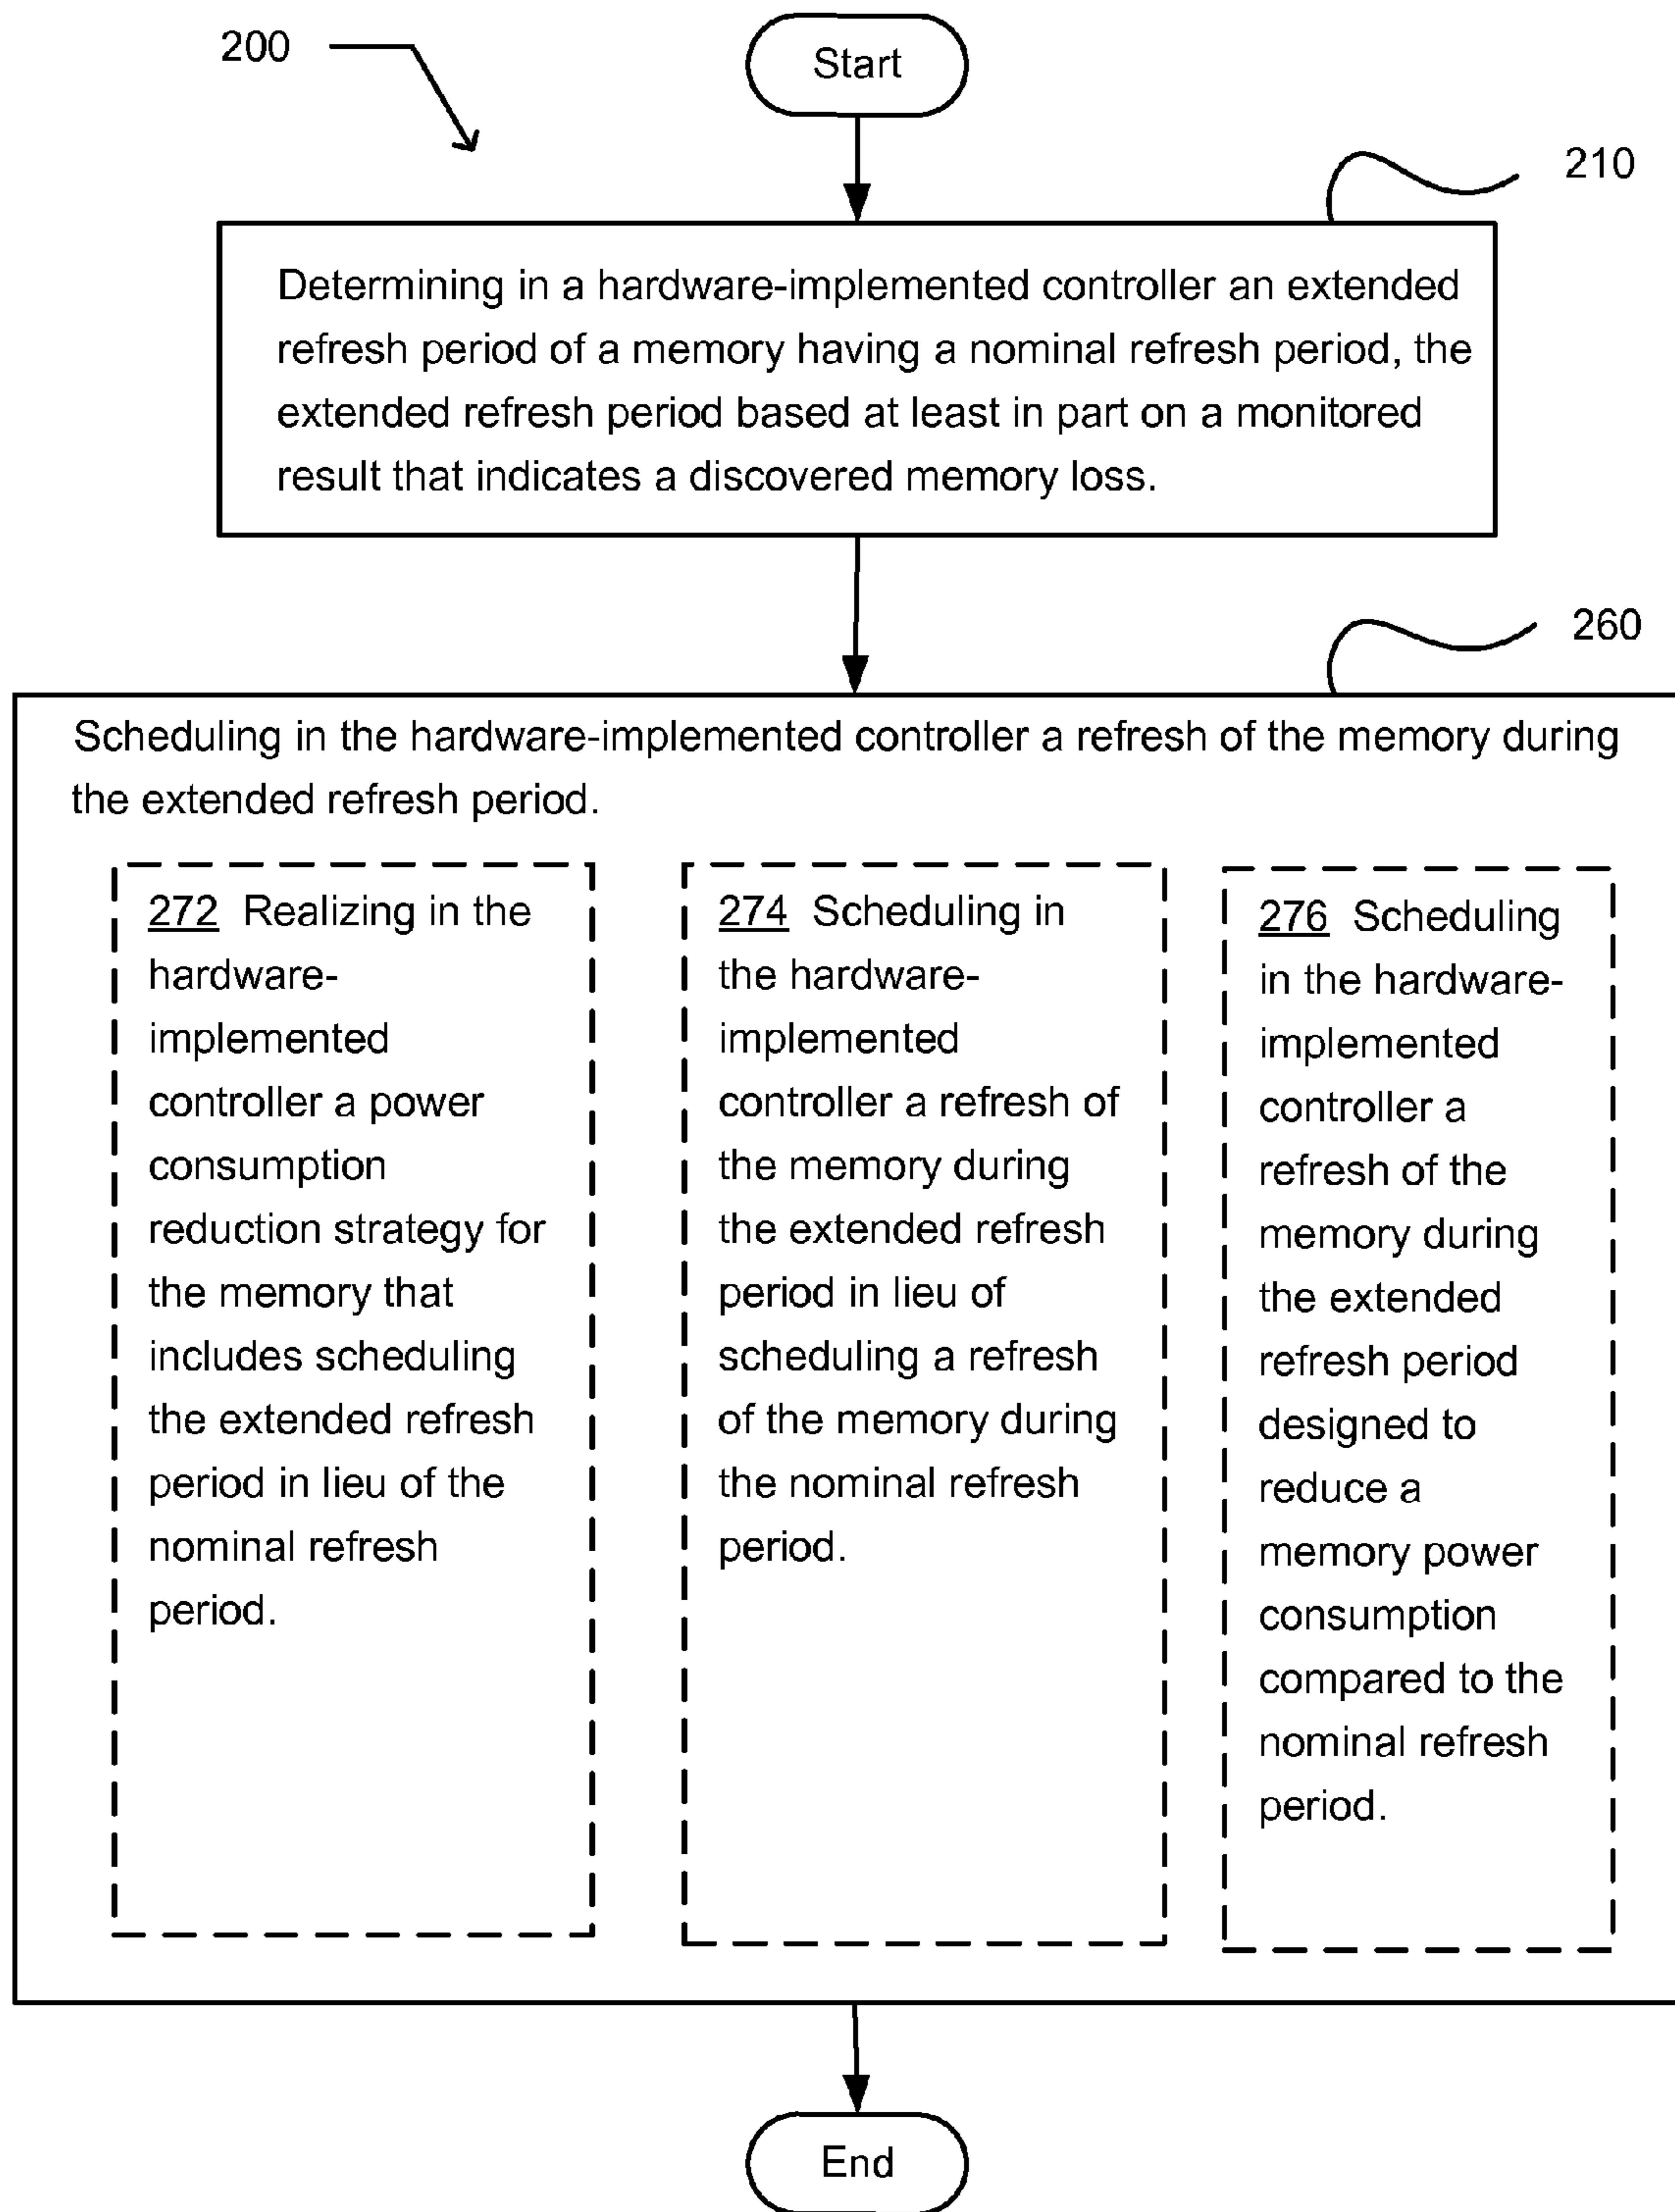 200
Start
210
Determining in a hardware-implemented controller an extended
refresh period of a memory having a nominal refresh period, the
extended refresh period based at least in part on a monitored
result that indicates a discovered memory loss.
260
Scheduling in the hardware-implemented controller a refresh of the memory during
the extended refresh period.
272 Realizing in the
hardware-
implemented
controller a power
consumption
reduction strategy for
the memory that
includes scheduling
the extended refresh
period in lieu of the
nominal refresh
period.
274 Scheduling in
the hardware-
implemented
controller a refresh of
the memory during
the extended refresh
period in lieu of
scheduling a refresh
of the memory during
the nominal refresh
period.
276 Scheduling
in the hardware-
implemented
controller a
refresh of the
memory during
the extended
refresh period
designed to
reduce a
memory power
consumption
compared to the
nominal refresh
period.
End